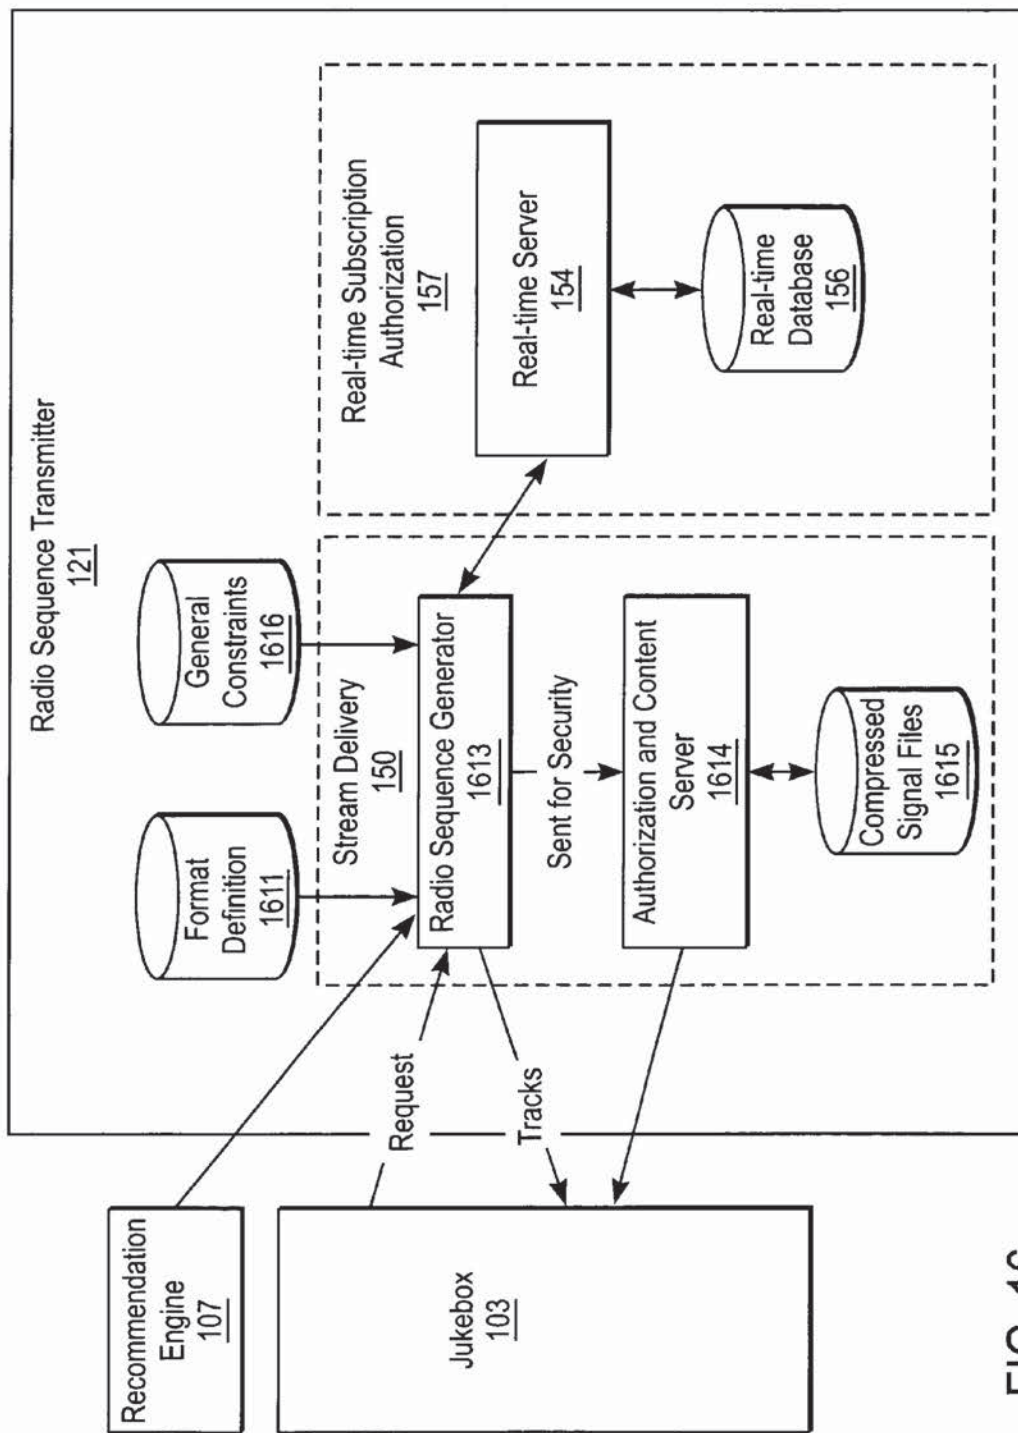 Radio Sequence Transmitter
121
Recommendation
Engine
107
Format
Definition
1611
General
Constraints
1616
Real-time Subscription
Authorization
157
Stream Delivery
150
Jukebox
103
Request
Tracks
Radio Sequence Generator
1613
Real-time Server
154
Sent for Security
Authorization and Content
Server
1614
Real-time
Database
156
Compressed
Signal Files
1615